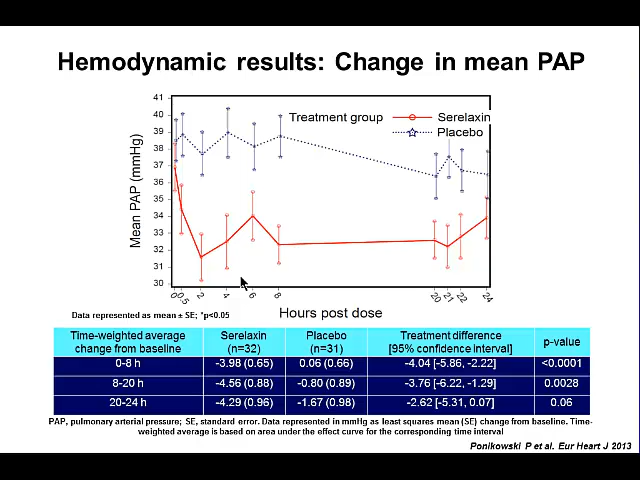 Hemodynamic results: Change in mean PAP
41
40
39
38
37
36
35
34
33
32
31
30
Mean PAP (mmHg)
Treatment group
Serelaxin
Placebo
0 0.5 2 4 6 8 20 21 22 24
Hours post dose
Data represented as mean ± SE; *p<0.05
Time-weighted average change from baseline Serelaxin (n=32) Placebo (n=31) Treatment difference [95% confidence interval] p-value
0-8 h -3.98 (0.65) 0.06 (0.66) -4.04 [-5.86, -2.22] <0.0001
8-20 h -4.56 (0.88) -0.80 (0.89) -3.76 [-6.22, -1.29] 0.0028
20-24 h -4.29 (0.96) -1.67 (0.98) -2.62 [-5.31, 0.07] 0.06
PAP, pulmonary arterial pressure; SE, standard error. Data represented in mmHg as least squares mean (SE) change from baseline. Time-
weighted average is based on area under the effect curve for the corresponding time interval
Ponikowski P et al. Eur Heart J 2013